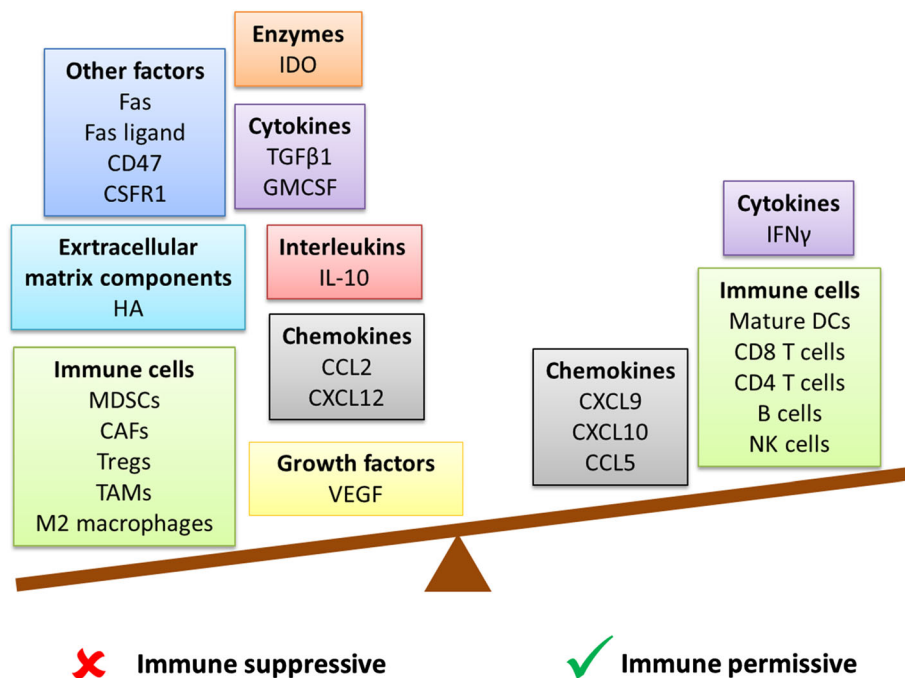 Enzymes
IDO
Other factors
Fas
Fas ligand
CD47
CSFR1
Cytokines
TGFβ1
GMCSF
Exrtracellular
matrix components
HA
Interleukins
IL-10
Chemokines
CCL2
CXCL12
Immune cells
MDSCs
CAFs
Tregs
TAMs
M2 macrophages
Growth factors
VEGF
Cytokines
IFNγ
Immune cells
Mature DCs
CD8 T cells
CD4 T cells
B cells
NK cells
Chemokines
CXCL9
CXCL10
CCL5
Immune suppressive
Immune permissive